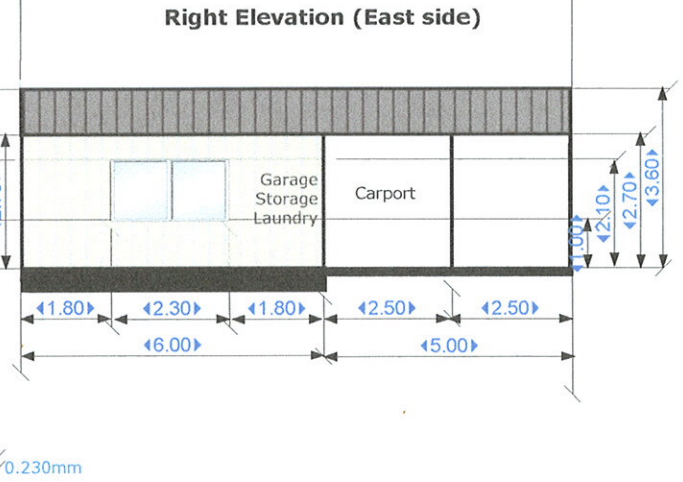 Right Elevation (East side)
Garage
Storage
Laundry
Carport
1.00
2.10
2.70
3.60
1.80
2.30
1.80
2.50
2.50
6.00
5.00
0.230mm